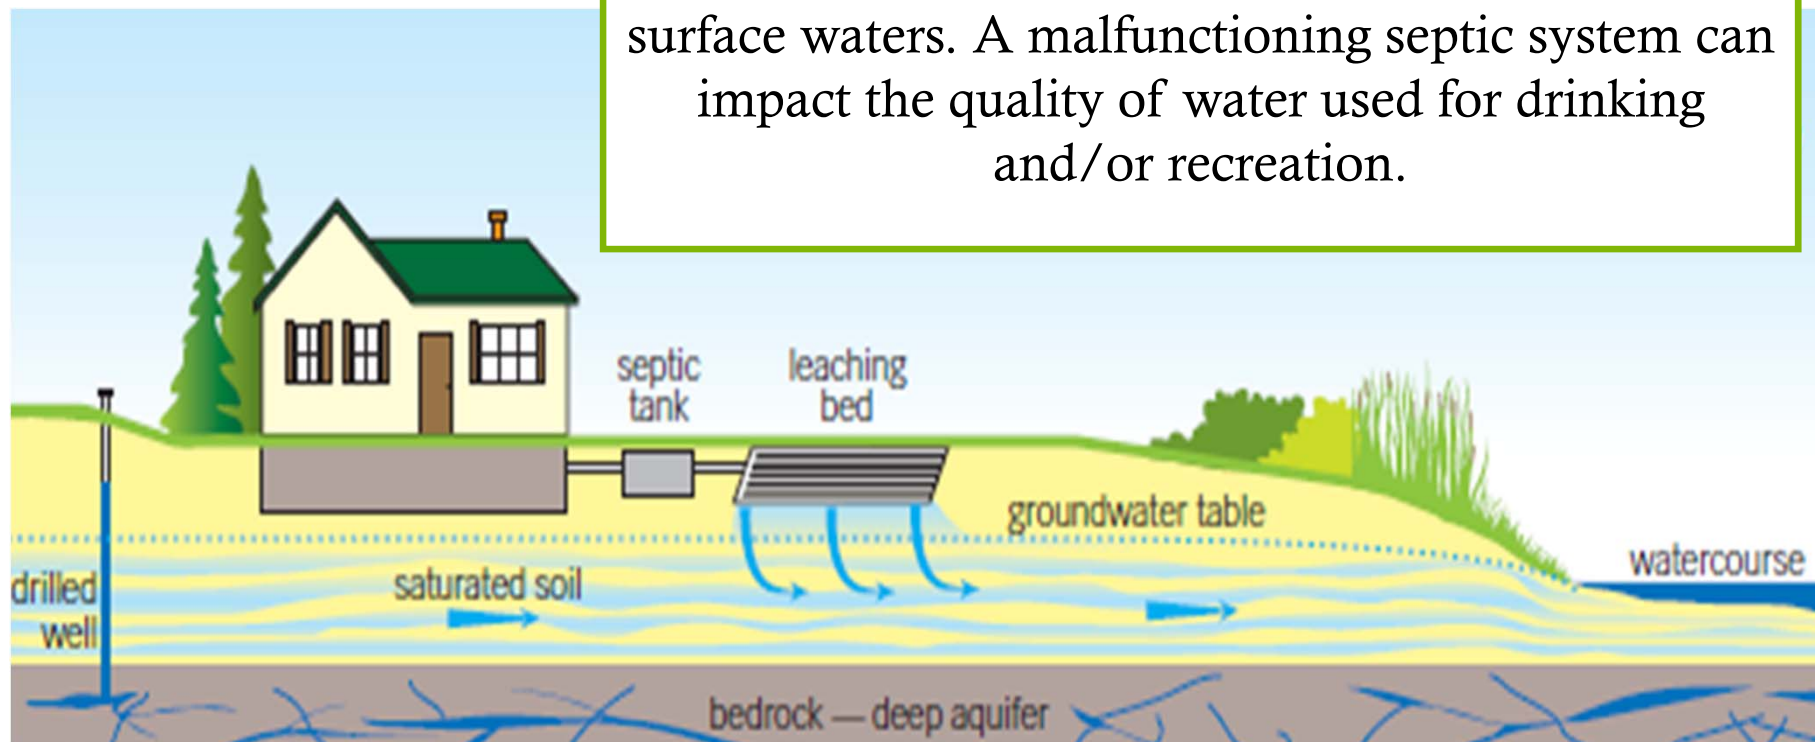 surface waters. A malfunctioning septic system can
impact the quality of water used for drinking
and/or recreation.
septic
tank
leaching
bed
groundwater table
watercourse
drilled
well
saturated soil
bedrock — deep aquifer